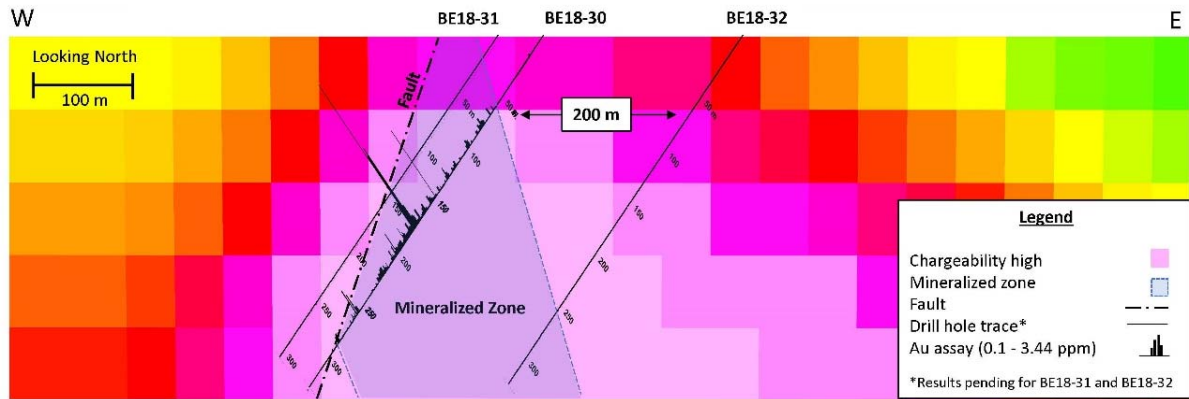 W
BE18-31
BE18-30
BE18-32
E
Looking North
100 m
Fault
50 m
50 m
50 m
200 m
100
100
100
150
150
150
200
200
200
250
250
250
300
300
300
Mineralized Zone
Legend
Chargeability high
Mineralized zone
Fault
Drill hole trace*
Au assay (0.1 - 3.44 ppm)
*Results pending for BE18-31 and BE18-32